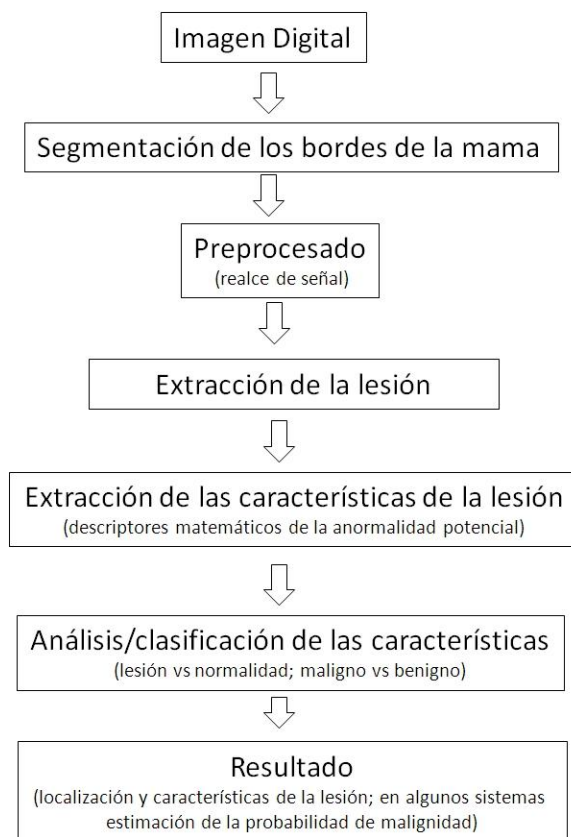 Imagen Digital
Segmentación de los bordes de la mama
Preprocesado
(realce de señal)
Extracción de la lesión
Extracción de las características de la lesión
(descriptores matemáticos de la anormalidad potencial)
Análisis/clasificación de las características
(lesión vs normalidad; maligno vs benigno)
Resultado
(localización y características de la lesión; en algunos sistemas
estimación de la probabilidad de malignidad)